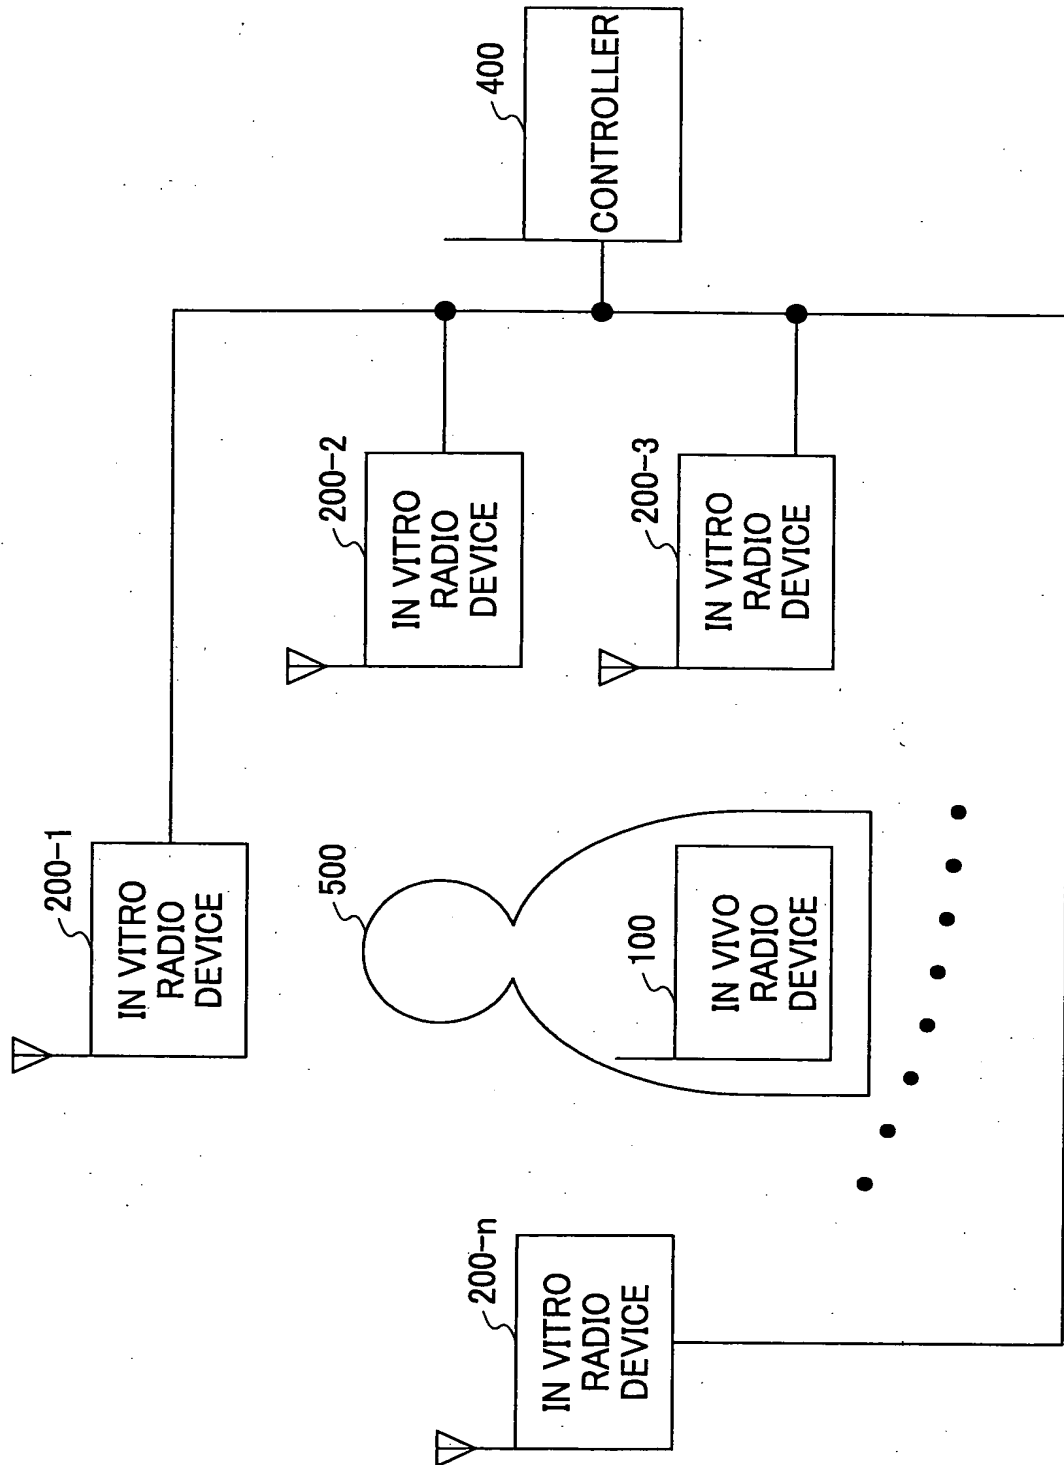 200-1
IN VITRO
RADIO
DEVICE
200-n
IN VITRO
RADIO
DEVICE
500
100
IN VIVO
RADIO
DEVICE
200-2
IN VITRO
RADIO
DEVICE
200-3
IN VITRO
RADIO
DEVICE
400
CONTROLLER